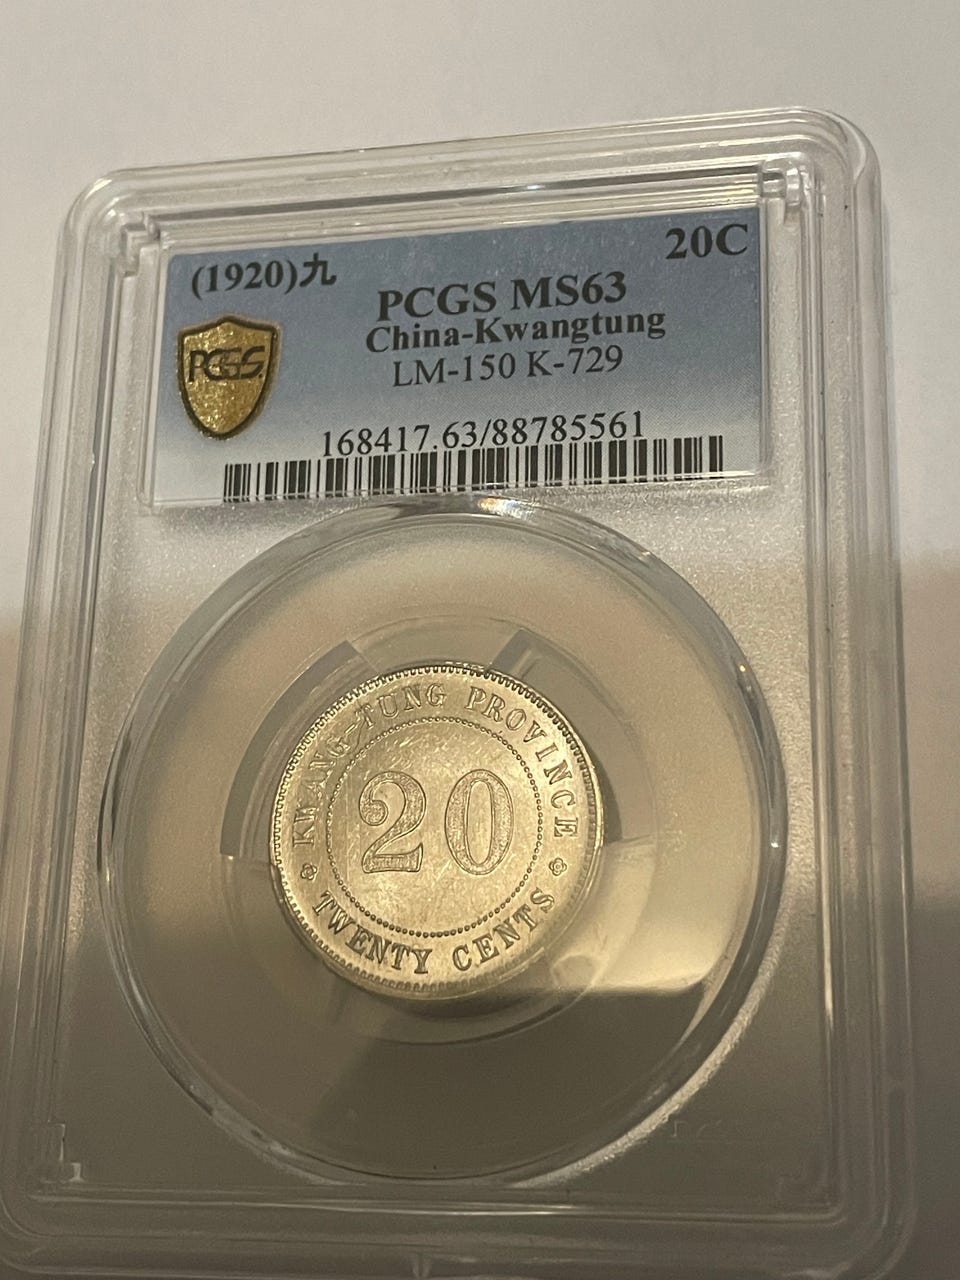 (1920)九
20C
PCGS MS63
China-Kwangtung
LM-150 K-729
PCGS
168417.63/88785561
KWANG-TUNG PROVINCE
20
TWENTY CENTS